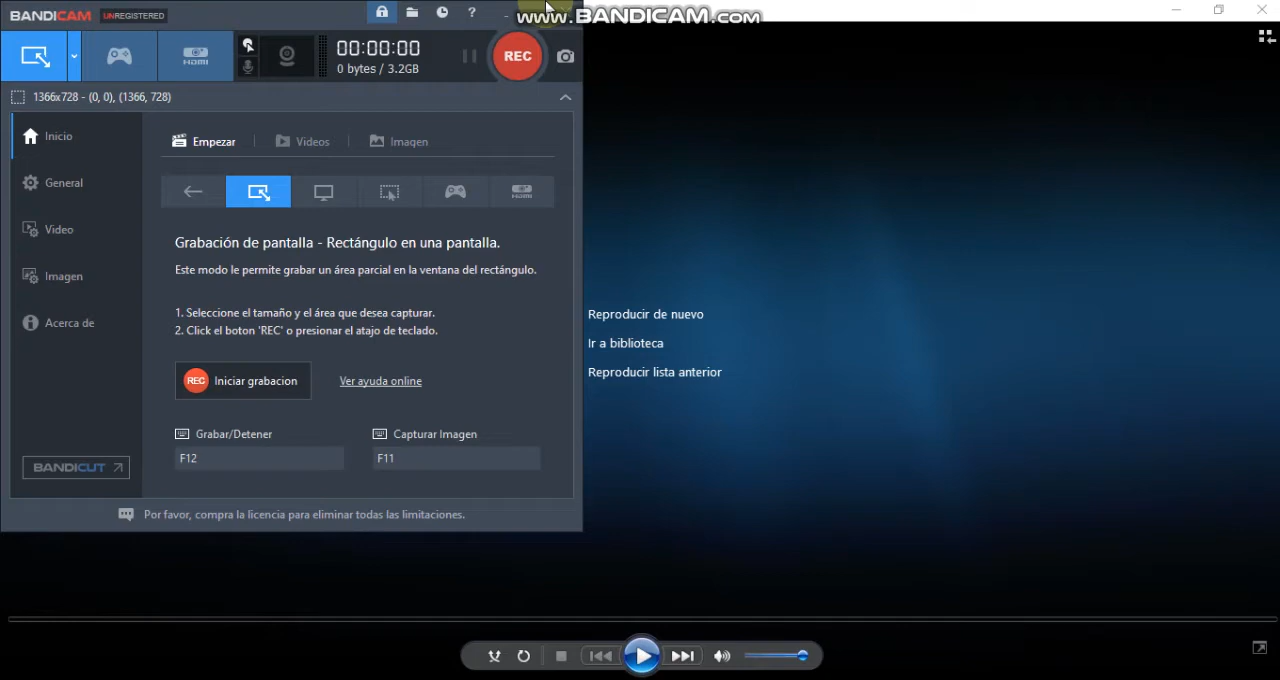 BANDICAM UNREGISTERED
www.BANDICAM.com
HDMI
00:00:00
0 bytes / 3.2GB
REC
1366x728 - (0, 0), (1366, 728)
Inicio
General
Video
Imagen
Acerca de
BANDICUT
Empezar
Videos
Imagen
HDMI
Grabación de pantalla - Rectángulo en una pantalla.
Este modo le permite grabar un área parcial en la ventana del rectángulo.
1. Seleccione el tamaño y el área que desea capturar.
2. Click el boton 'REC' o presionar el atajo de teclado.
REC Iniciar grabacion
Ver ayuda online
Grabar/Detener
F12
Capturar Imagen
F11
Por favor, compra la licencia para eliminar todas las limitaciones.
Reproducir de nuevo
Ir a biblioteca
Reproducir lista anterior